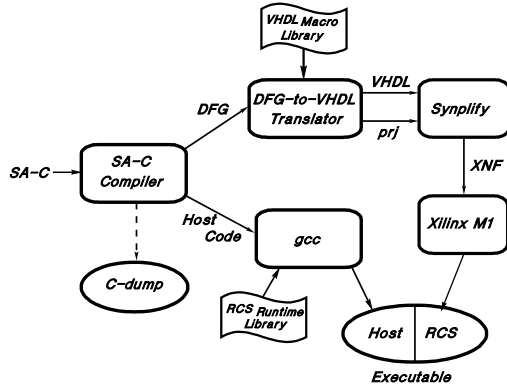 VHDL Macro
Library
VHDL
DFG
DFG-to-VHDL
Translator
Synplify
prj
SA-C
SA-C
Compiler
XNF
Host
Code
gcc
Xilinx M1
C-dump
RCS Runtime
Library
Host
RCS
Executable